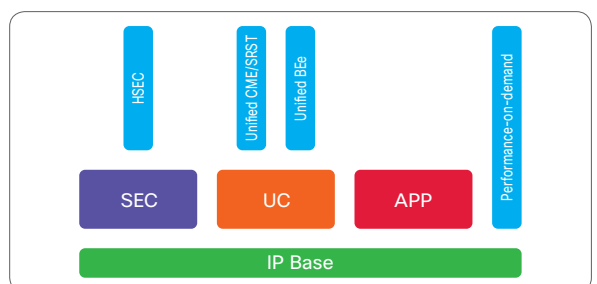 HSEC
Unified CME/SRST
Unified BEe
Performance-on-demand
SEC
UC
APP
IP Base